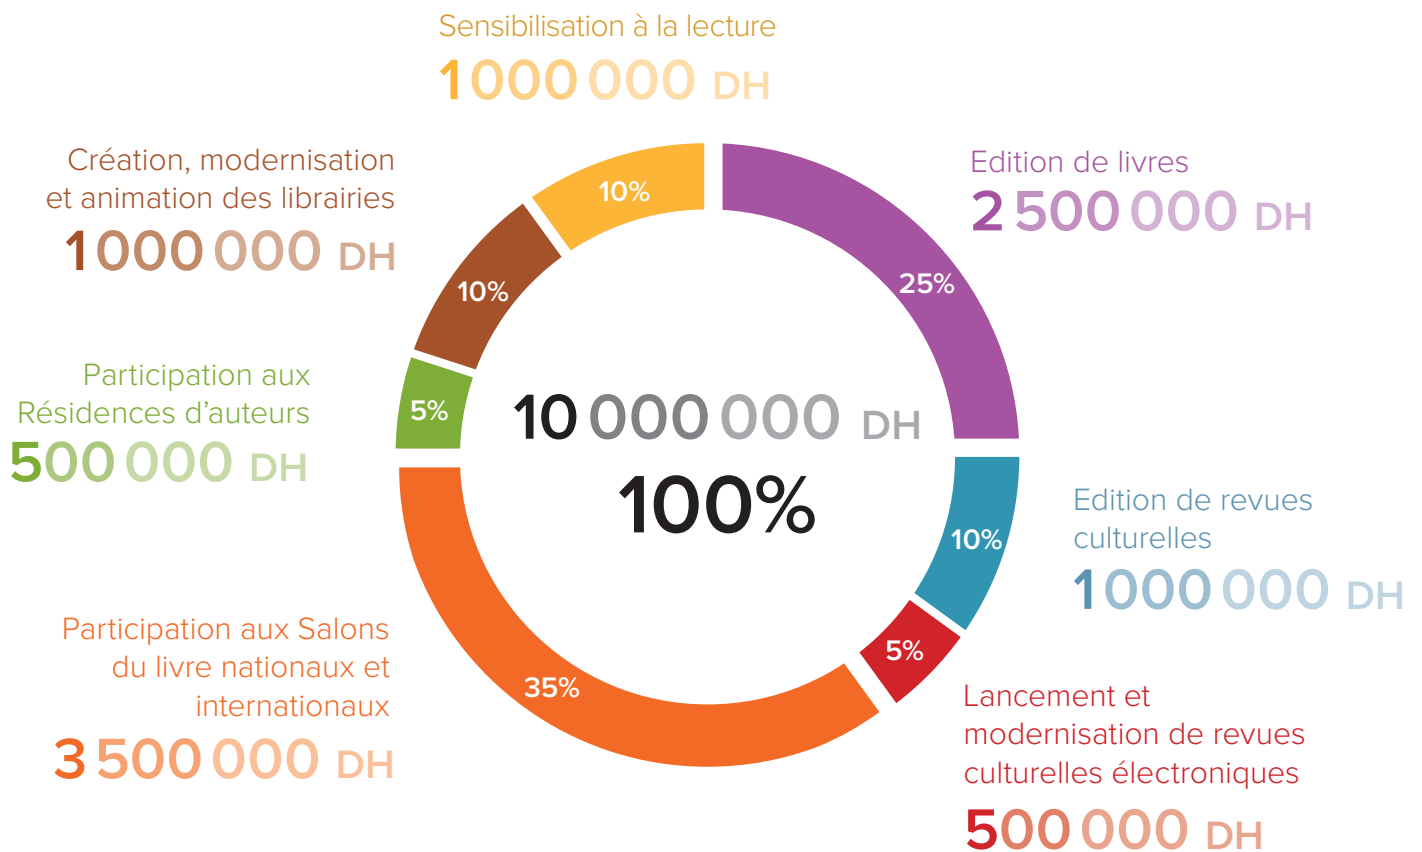 Sensibilisation à la lecture
1 000 000 DH
Edition de livres
2 500 000 DH
25%
Edition de revues
culturelles
1 000 000 DH
10%
Lancement et
modernisation de revues
culturelles électroniques
500 000 DH
5%
Participation aux Salons
du livre nationaux et
internationaux
3 500 000 DH
35%
Participation aux
Résidences d’auteurs
500 000 DH
5%
Création, modernisation
et animation des librairies
1 000 000 DH
10%
10%
10 000 000 DH
100%